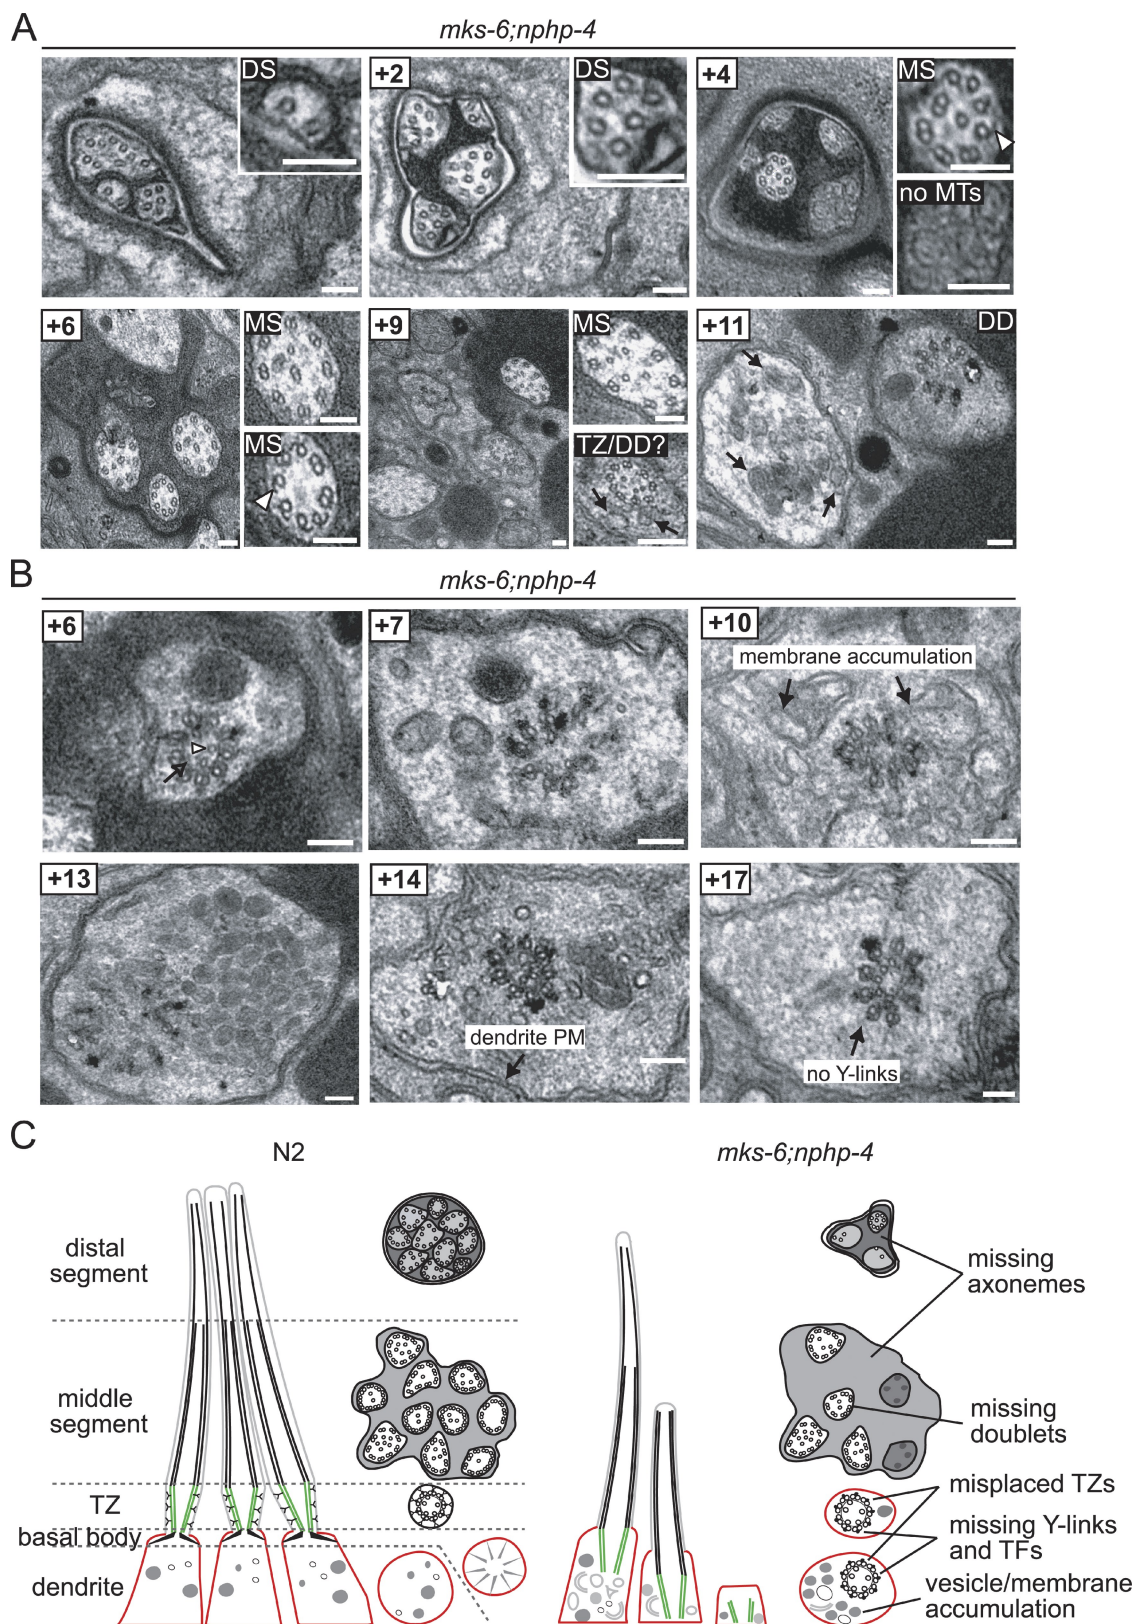 A
mks-6;nphp-4
DS
+2
DS
+4
MS
no MTs
+6
MS
MS
+9
MS
TZ/DD?
+11
DD
B
mks-6;nphp-4
+6
+7
+10
membrane accumulation
+13
+14
dendrite PM
+17
no Y-links
C
N2
mks-6;nphp-4
distal
segment
middle
segment
TZ
basal body
dendrite
missing
axonemes
missing
doublets
misplaced TZs
missing Y-links
and TFs
vesicle/membrane
accumulation